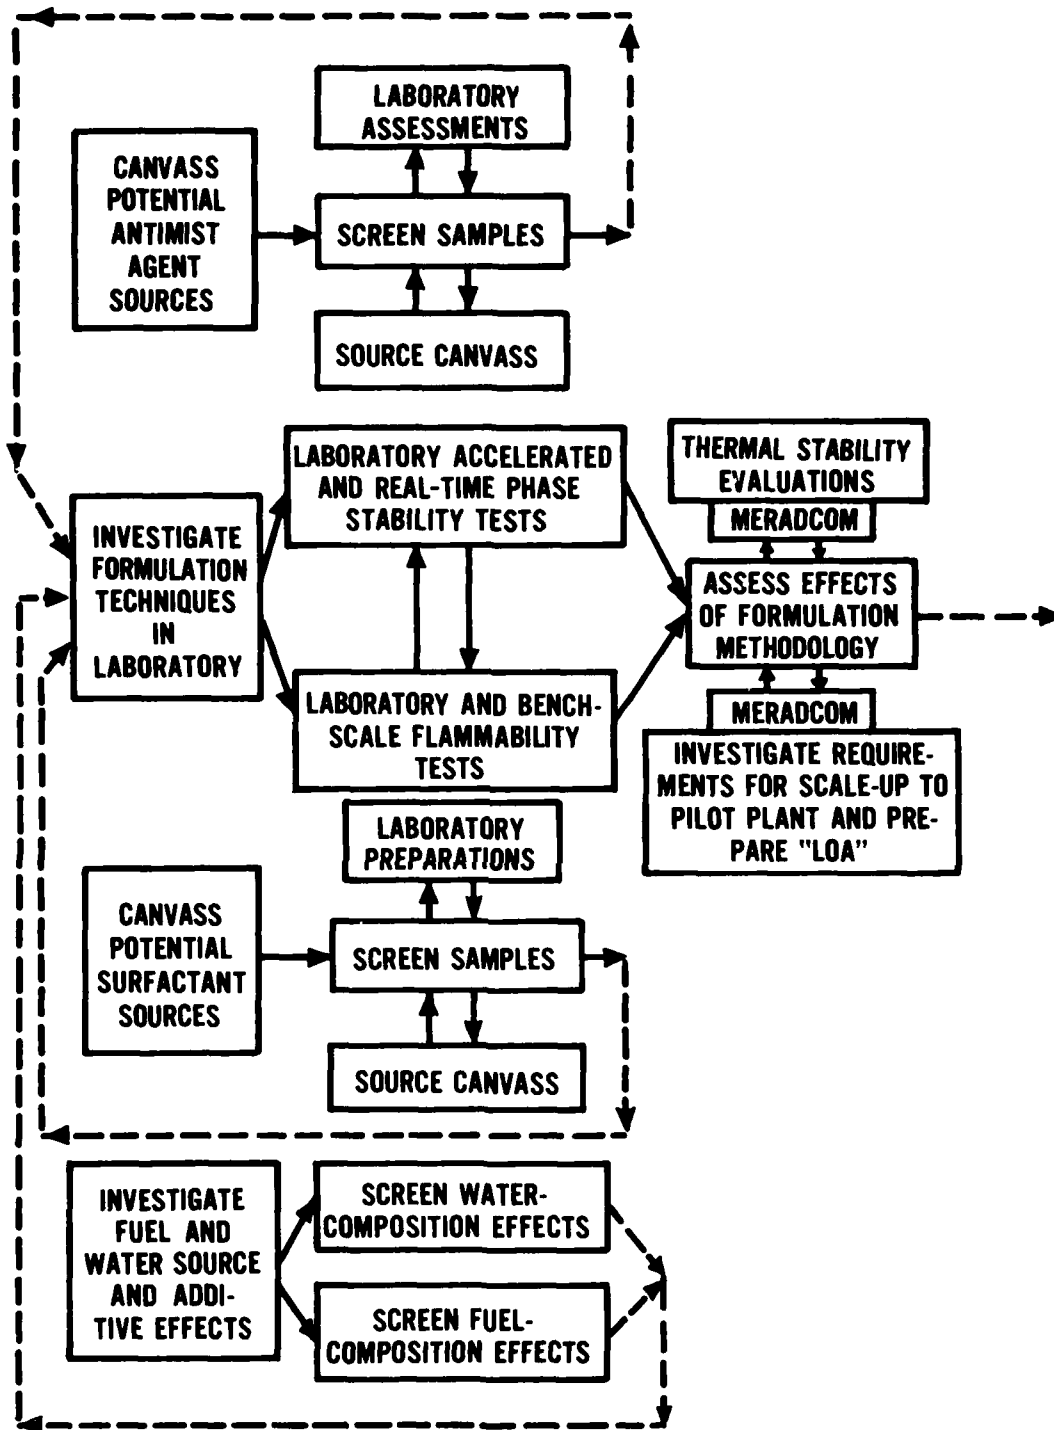 LABORATORY
ASSESSMENTS
CANVASS
POTENTIAL
ANTIMIST
AGENT
SOURCES
SCREEN SAMPLES
SOURCE CANVASS
LABORATORY ACCELERATED
AND REAL-TIME PHASE
STABILITY TESTS
THERMAL STABILITY
EVALUATIONS
MERADCOM
INVESTIGATE
FORMULATION
TECHNIQUES
IN
LABORATORY
ASSESS EFFECTS
OF FORMULATION
METHODOLOGY
LABORATORY AND BENCH-
SCALE FLAMMABILITY
TESTS
MERADCOM
INVESTIGATE REQUIRE-
MENTS FOR SCALE-UP TO
PILOT PLANT AND PRE-
PARE "LOA"
LABORATORY
PREPARATIONS
CANVASS
POTENTIAL
SURFACTANT
SOURCES
SCREEN SAMPLES
SOURCE CANVASS
INVESTIGATE
FUEL AND
WATER SOURCE
AND ADDI-
TIVE EFFECTS
SCREEN WATER-
COMPOSITION EFFECTS
SCREEN FUEL-
COMPOSITION EFFECTS